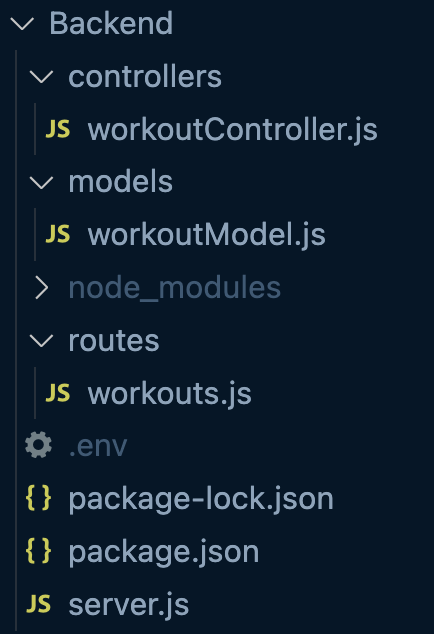 Backend
controllers
JS workoutController.js
models
JS workoutModel.js
node_modules
routes
JS workouts.js
.env
{} package-lock.json
{} package.json
JS server.js